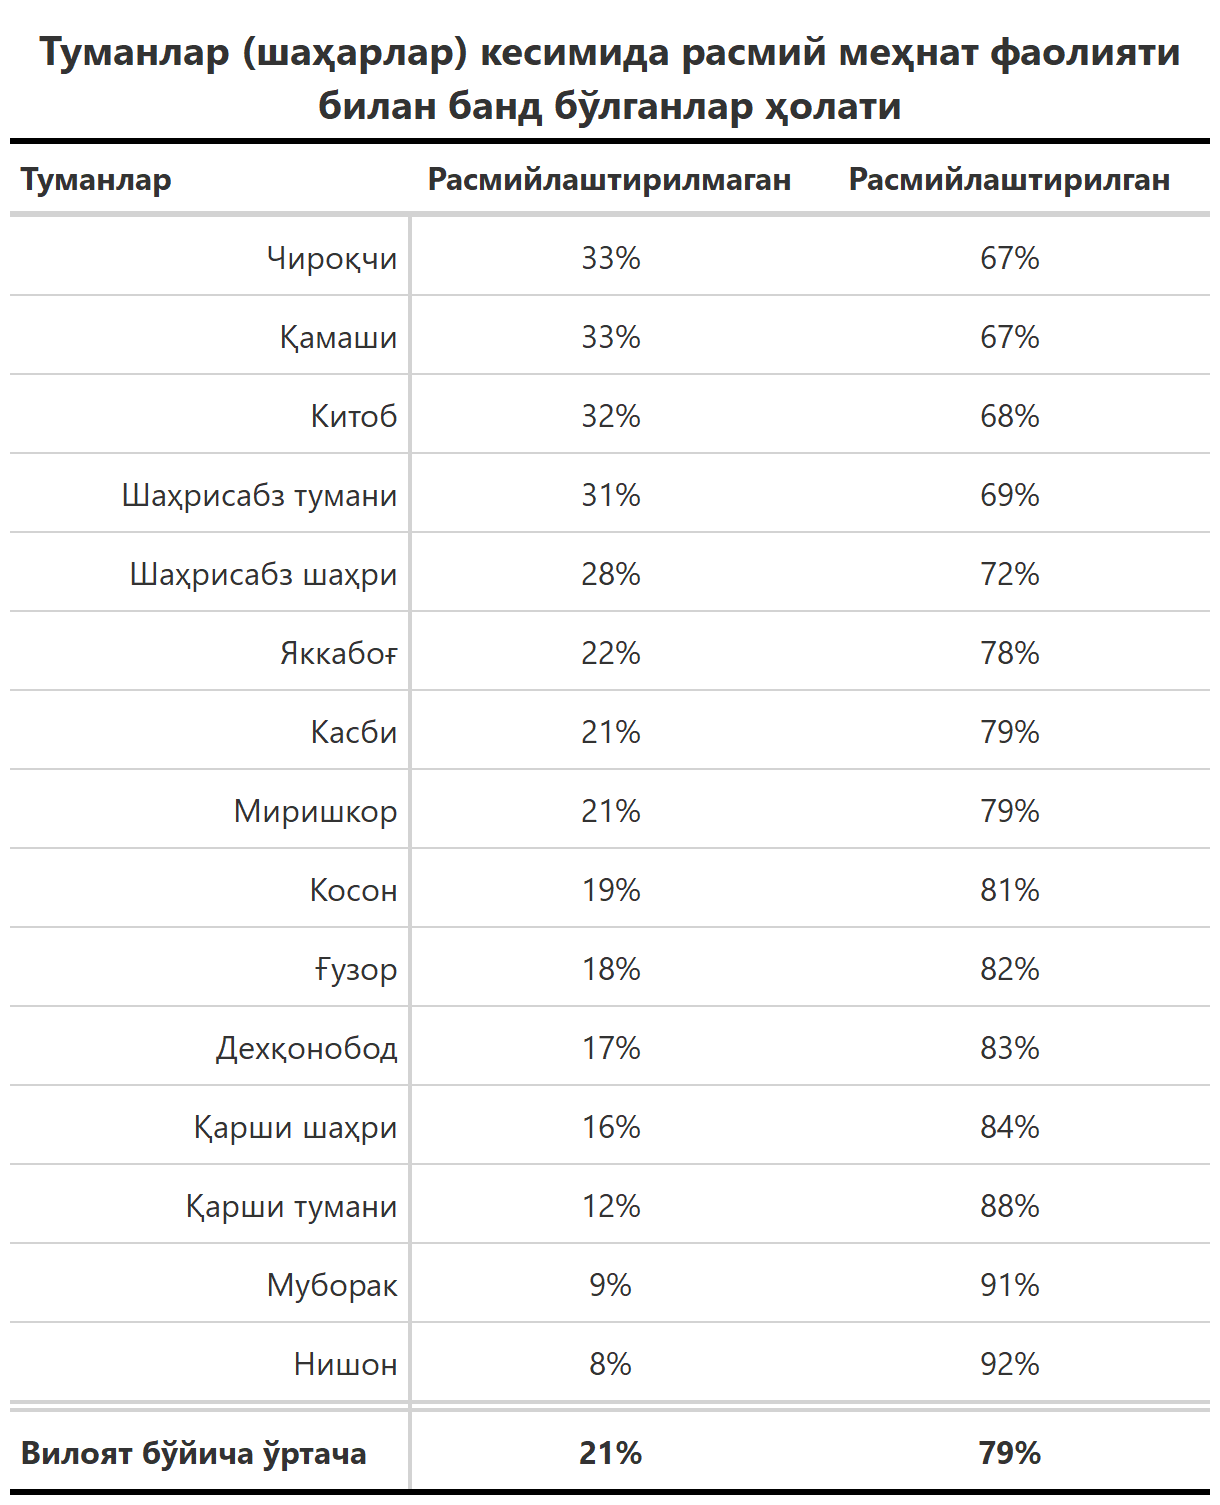 Туманлар (шаҳарлар) кесимида расмий меҳнат фаолияти
билан банд бўлганлар ҳолати
Туманлар Расмийлаштирилмаган Расмийлаштирилган
Чироқчи 33% 67%
Қамаши 33% 67%
Китоб 32% 68%
Шаҳрисабз тумани 31% 69%
Шаҳрисабз шаҳри 28% 72%
Яккабоғ 22% 78%
Касби 21% 79%
Миришкор 21% 79%
Косон 19% 81%
Ғузор 18% 82%
Дехқонобод 17% 83%
Қарши шаҳри 16% 84%
Қарши тумани 12% 88%
Муборак 9% 91%
Нишон 8% 92%
Вилоят бўйича ўртача 21% 79%